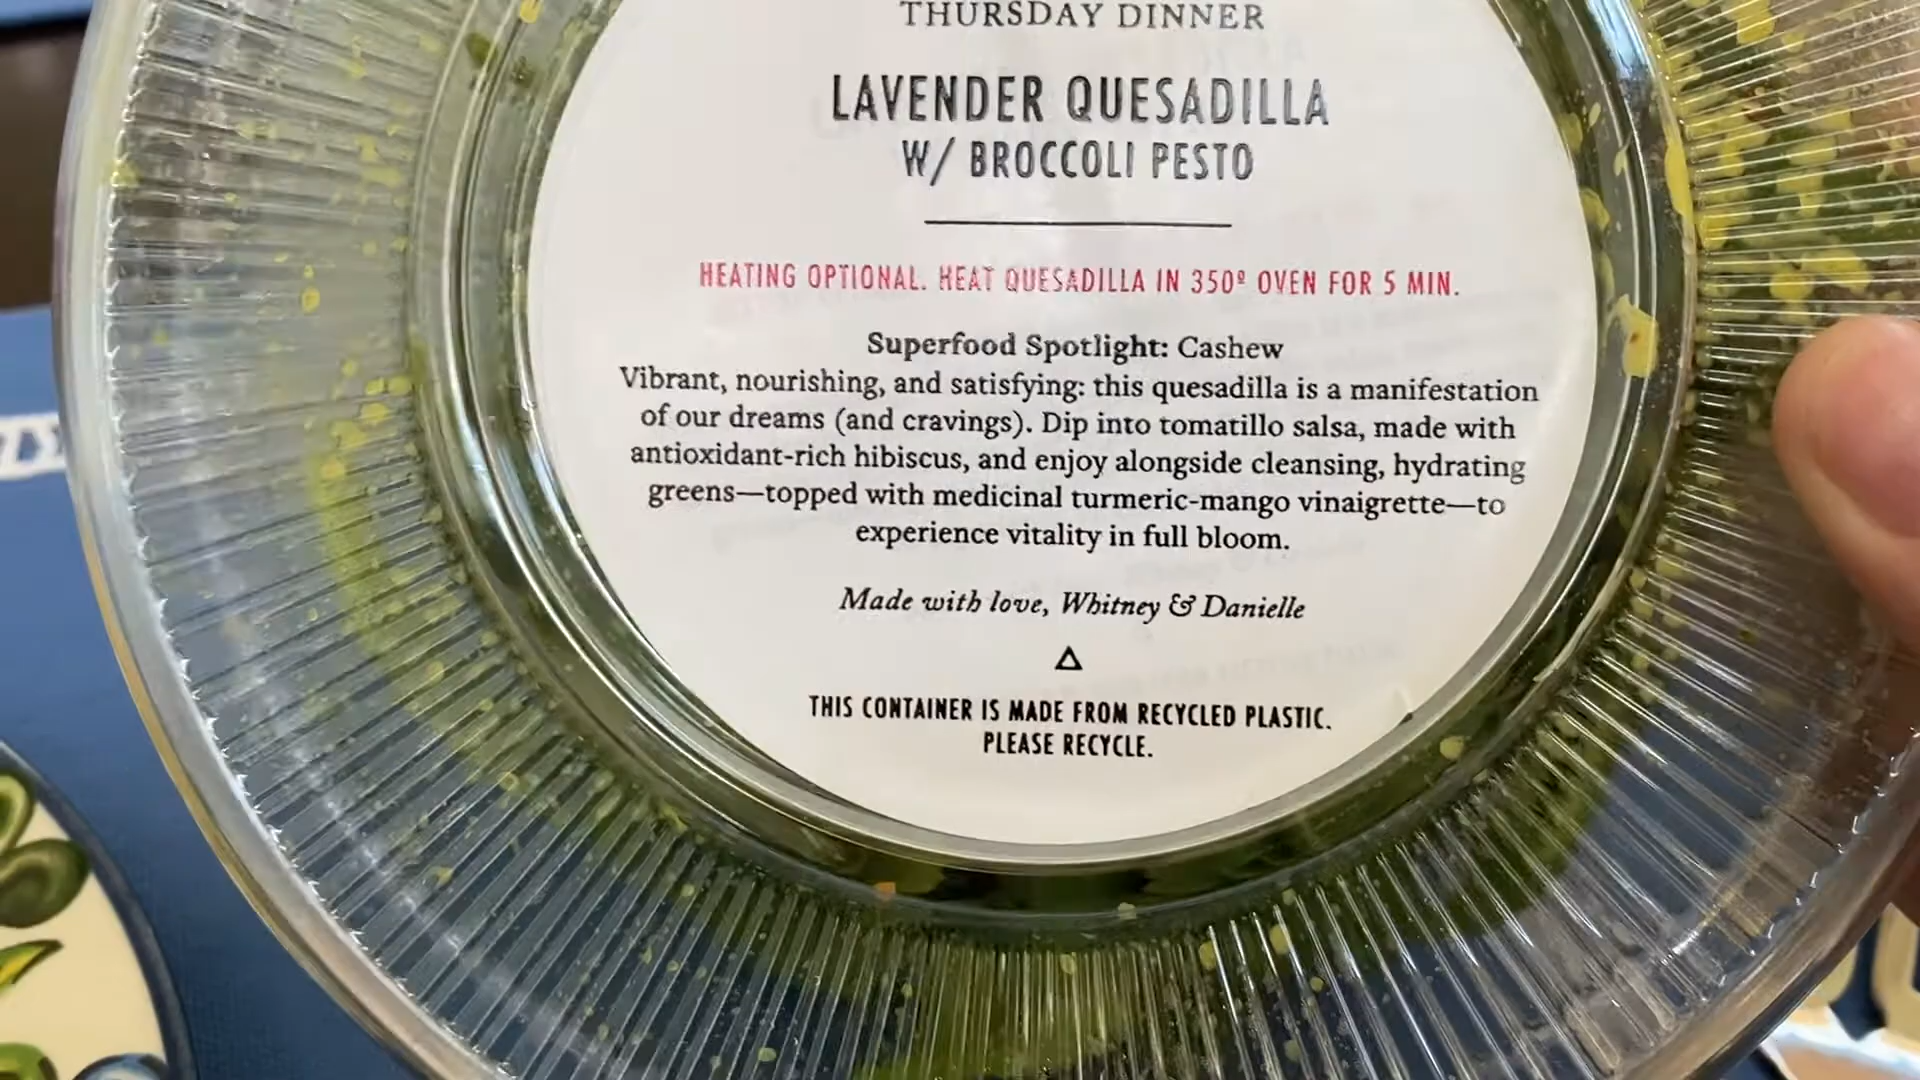 THURSDAY DINNER
LAVENDER QUESADILLA
W/ BROCCOLI PESTO
HEATING OPTIONAL. HEAT QUESADILLA IN 350º OVEN FOR 5 MIN.
Superfood Spotlight: Cashew
Vibrant, nourishing, and satisfying: this quesadilla is a manifestation
of our dreams (and cravings). Dip into tomatillo salsa, made with
antioxidant-rich hibiscus, and enjoy alongside cleansing, hydrating
greens—topped with medicinal turmeric-mango vinaigrette—to
experience vitality in full bloom.
Made with love, Whitney & Danielle
THIS CONTAINER IS MADE FROM RECYCLED PLASTIC.
PLEASE RECYCLE.